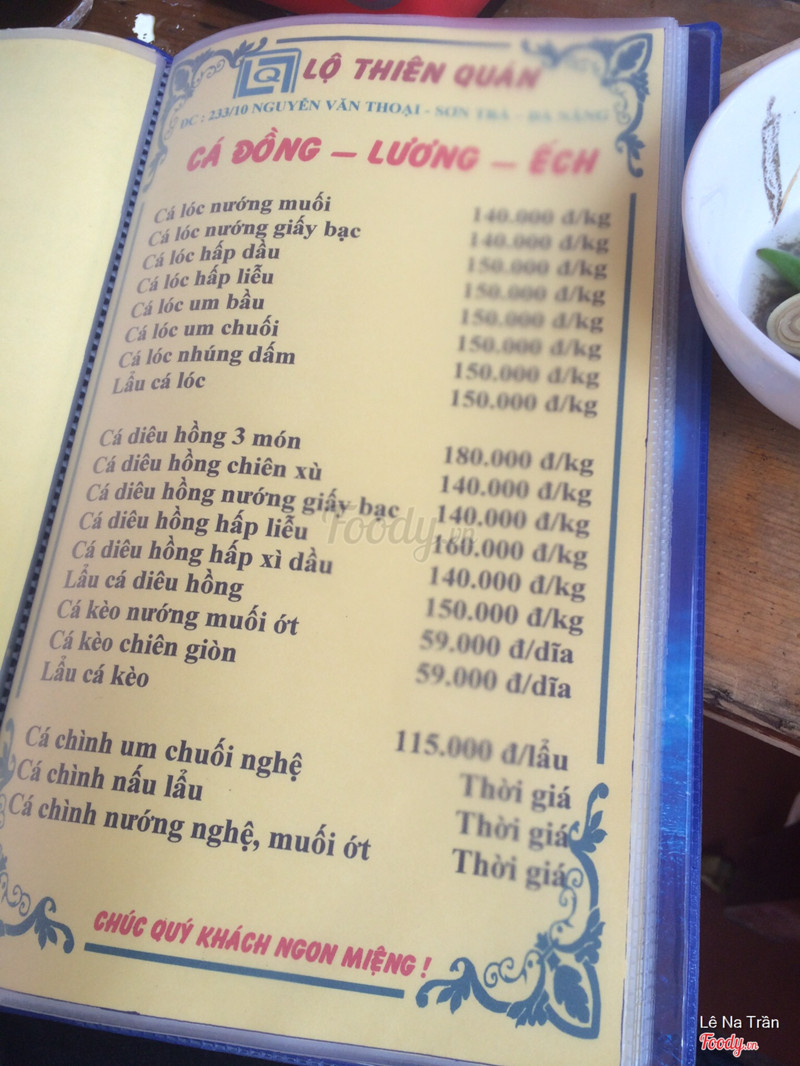 LQ LỘ THIÊN QUÁN
ĐC : 233/10 NGUYỄN VĂN THOẠI - SƠN TRÀ - ĐÀ NẴNG
CÁ ĐỒNG – LƯƠNG – ẾCH
Cá lóc nướng muối 140.000 đ/kg
Cá lóc nướng giấy bạc 140.000 đ/kg
Cá lóc hấp dầu 150.000 đ/kg
Cá lóc hấp liễu 150.000 đ/kg
Cá lóc um bầu 150.000 đ/kg
Cá lóc um chuối 150.000 đ/kg
Cá lóc nhúng dấm 150.000 đ/kg
Lẩu cá lóc 150.000 đ/kg
Cá diêu hồng 3 món 180.000 đ/kg
Cá diêu hồng chiên xù 140.000 đ/kg
Cá diêu hồng nướng giấy bạc 140.000 đ/kg
Cá diêu hồng hấp liễu 160.000 đ/kg
Cá diêu hồng hấp xì dầu 140.000 đ/kg
Lẩu cá diêu hồng 150.000 đ/kg
Cá kèo nướng muối ớt 59.000 đ/dĩa
Cá kèo chiên giòn 59.000 đ/dĩa
Lẩu cá kèo 115.000 đ/lẩu
Cá chình um chuối nghệ Thời giá
Cá chình nấu lẩu Thời giá
Cá chình nướng nghệ, muối ớt Thời giá
CHÚC QUÝ KHÁCH NGON MIỆNG !
Foody.vn
Lê Na Trần
Foody.vn